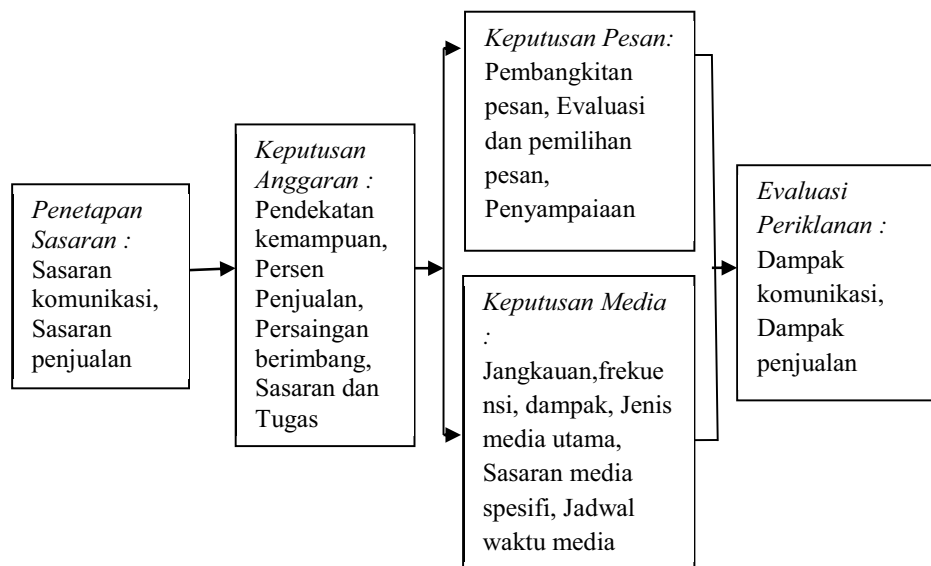 Penetapan
Sasaran :
Sasaran
komunikasi,
Sasaran
penjualan
Keputusan
Anggaran :
Pendekatan
kemampuan,
Persen
Penjualan,
Persaingan
berimbang,
Sasaran dan
Tugas
Keputusan Pesan:
Pembangkitan
pesan, Evaluasi
dan pemilihan
pesan,
Penyampaiaan
Keputusan Media
:
Jangkauan,frekue
nsi, dampak, Jenis
media utama,
Sasaran media
spesifi, Jadwal
waktu media
Evaluasi
Periklanan :
Dampak
komunikasi,
Dampak
penjualan